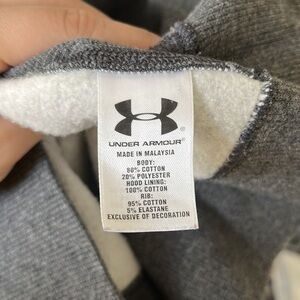 UNDER ARMOUR®
MADE IN MALAYSIA
BODY:
80% COTTON
20% POLYESTER
HOOD LINING:
100% COTTON
RIB:
95% COTTON
5% ELASTANE
EXCLUSIVE OF DECORATION